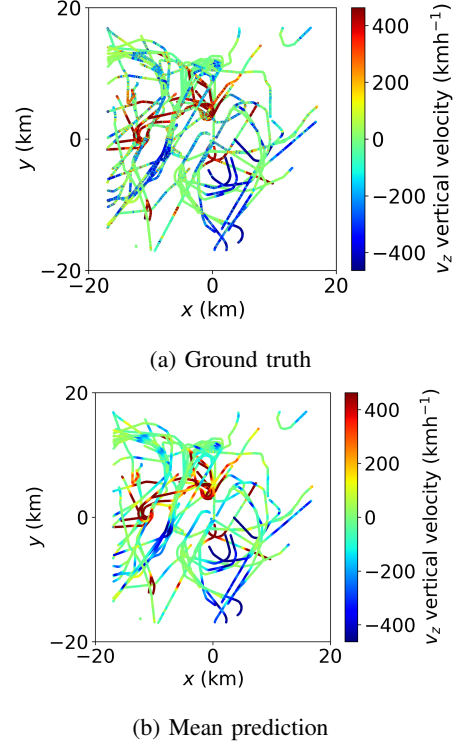 20
0
−20
−20
0
20
x (km)
y (km)
400
200
0
−200
−400
v_z vertical velocity (kmh⁻¹)
(a) Ground truth
20
0
−20
−20
0
20
x (km)
y (km)
400
200
0
−200
−400
v_z vertical velocity (kmh⁻¹)
(b) Mean prediction